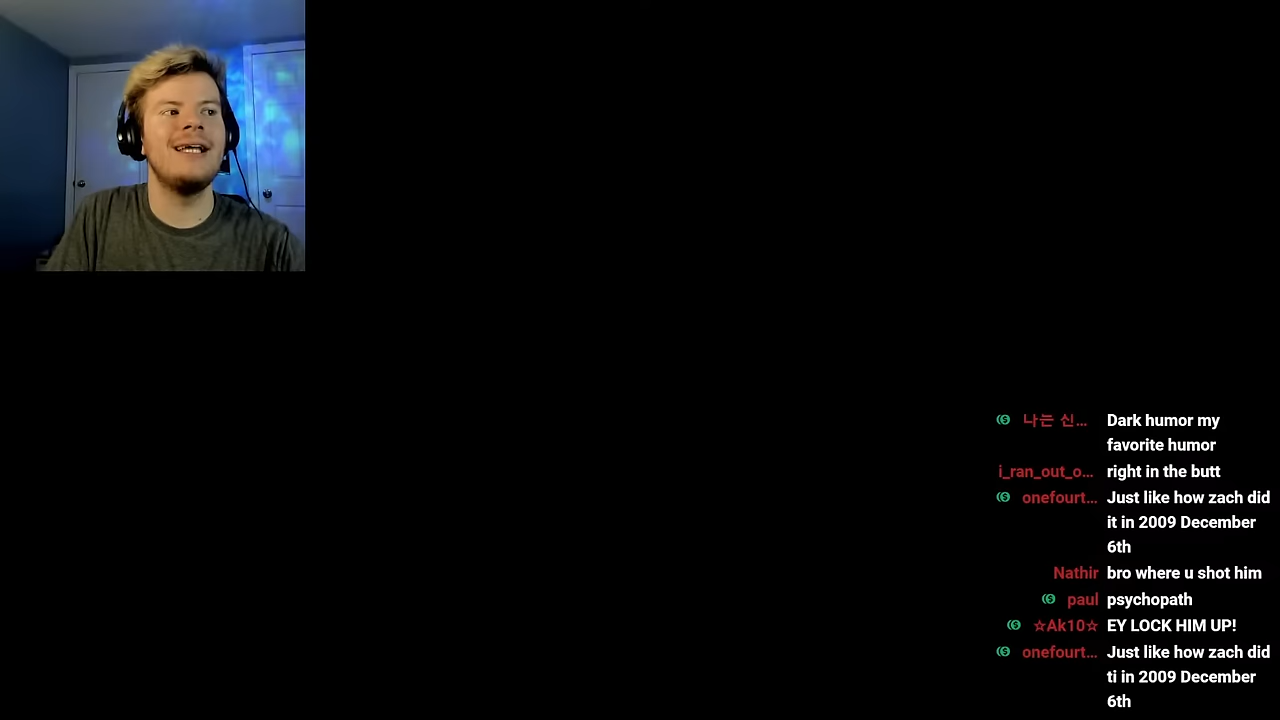 나는 신... Dark humor my
favorite humor
i_ran_out_o... right in the butt
onefourt... Just like how zach did
it in 2009 December
6th
Nathir bro where u shot him
paul psychopath
☆Ak10☆ EY LOCK HIM UP!
onefourt... Just like how zach did
ti in 2009 December
6th